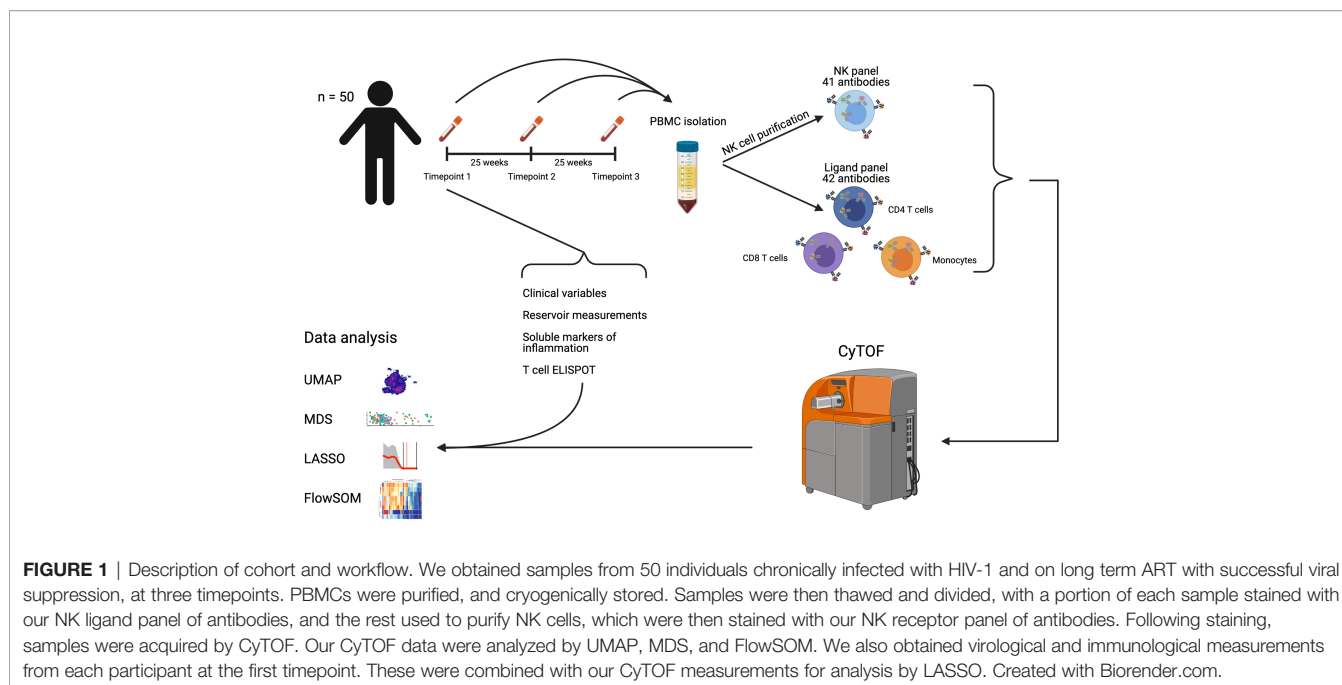 n = 50
25 weeks
25 weeks
Timepoint 1
Timepoint 2
Timepoint 3
PBMC isolation
NK cell purification
NK panel
41 antibodies
Ligand panel
42 antibodies
CD4 T cells
CD8 T cells
Monocytes
Clinical variables
Reservoir measurements
Soluble markers of
inflammation
T cell ELISPOT
Data analysis
UMAP
MDS
LASSO
FlowSOM
CyTOF
FIGURE 1 | Description of cohort and workflow. We obtained samples from 50 individuals chronically infected with HIV-1 and on long term ART with successful viral
suppression, at three timepoints. PBMCs were purified, and cryogenically stored. Samples were then thawed and divided, with a portion of each sample stained with
our NK ligand panel of antibodies, and the rest used to purify NK cells, which were then stained with our NK receptor panel of antibodies. Following staining,
samples were acquired by CyTOF. Our CyTOF data were analyzed by UMAP, MDS, and FlowSOM. We also obtained virological and immunological measurements
from each participant at the first timepoint. These were combined with our CyTOF measurements for analysis by LASSO. Created with Biorender.com.